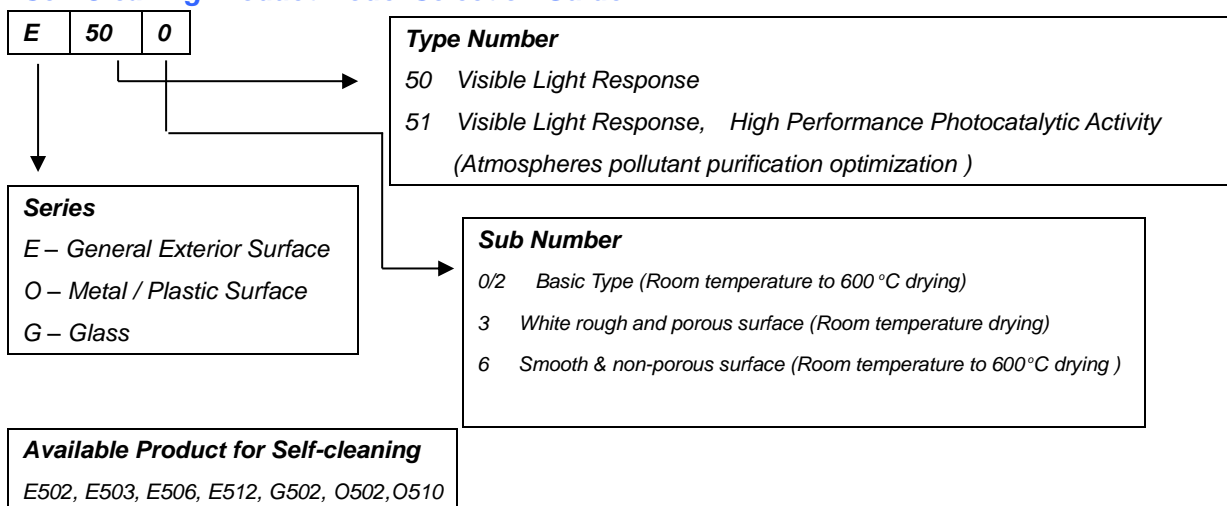 E 50 0
Type Number
50 Visible Light Response
51 Visible Light Response, High Performance Photocatalytic Activity
(Atmospheres pollutant purification optimization )
Series
E – General Exterior Surface
O – Metal / Plastic Surface
G – Glass
Sub Number
0/2 Basic Type (Room temperature to 600°C drying)
3 White rough and porous surface (Room temperature drying)
6 Smooth & non-porous surface (Room temperature to 600°C drying )
Available Product for Self-cleaning
E502, E503, E506, E512, G502, O502,O510